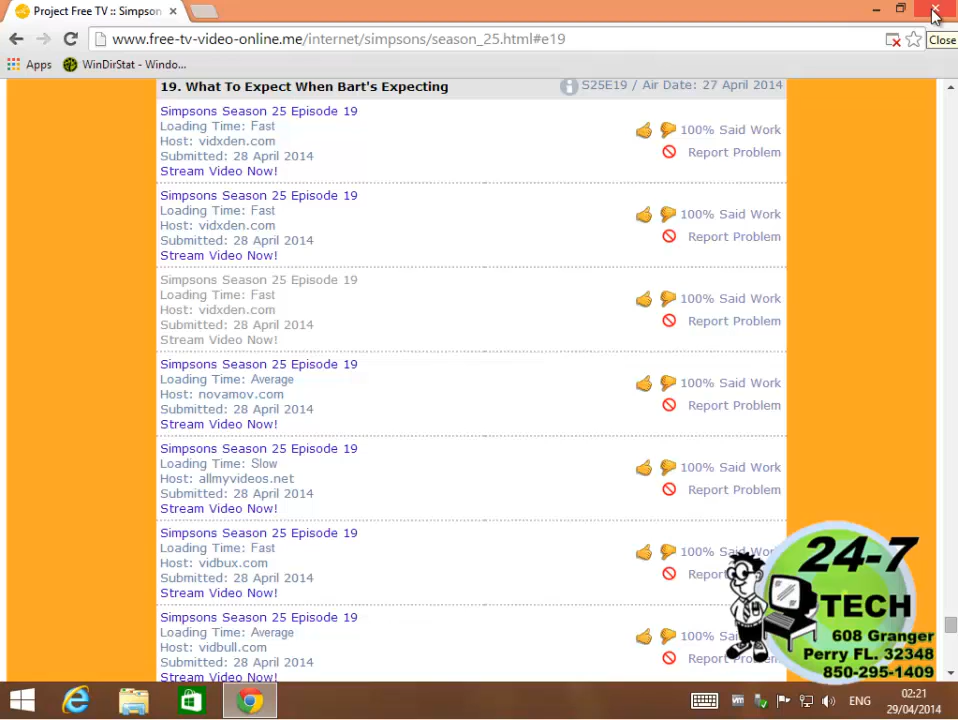 Project Free TV :: Simpson
www.free-tv-video-online.me/internet/simpsons/season_25.html#e19
Close
Apps
WinDirStat - Windo...
19. What To Expect When Bart's Expecting
S25E19 / Air Date: 27 April 2014
Simpsons Season 25 Episode 19
Loading Time: Fast
100% Said Work
Host: vidxden.com
Submitted: 28 April 2014
Report Problem
Stream Video Now!
Simpsons Season 25 Episode 19
Loading Time: Fast
100% Said Work
Host: vidxden.com
Submitted: 28 April 2014
Report Problem
Stream Video Now!
Simpsons Season 25 Episode 19
Loading Time: Fast
100% Said Work
Host: vidxden.com
Submitted: 28 April 2014
Report Problem
Stream Video Now!
Simpsons Season 25 Episode 19
Loading Time: Average
100% Said Work
Host: novamov.com
Submitted: 28 April 2014
Report Problem
Stream Video Now!
Simpsons Season 25 Episode 19
Loading Time: Slow
100% Said Work
Host: allmyvideos.net
Submitted: 28 April 2014
Report Problem
Stream Video Now!
Simpsons Season 25 Episode 19
Loading Time: Fast
100% Said Wo
Host: vidbux.com
Submitted: 28 April 2014
Repor
Stream Video Now!
Simpsons Season 25 Episode 19
Loading Time: Average
100% Sa
Host: vidbull.com
Submitted: 28 April 2014
Report
Stream Video Now!
24-7
TECH
608 Granger
Perry FL. 32348
850-295-1409
ENG
02:21
29/04/2014